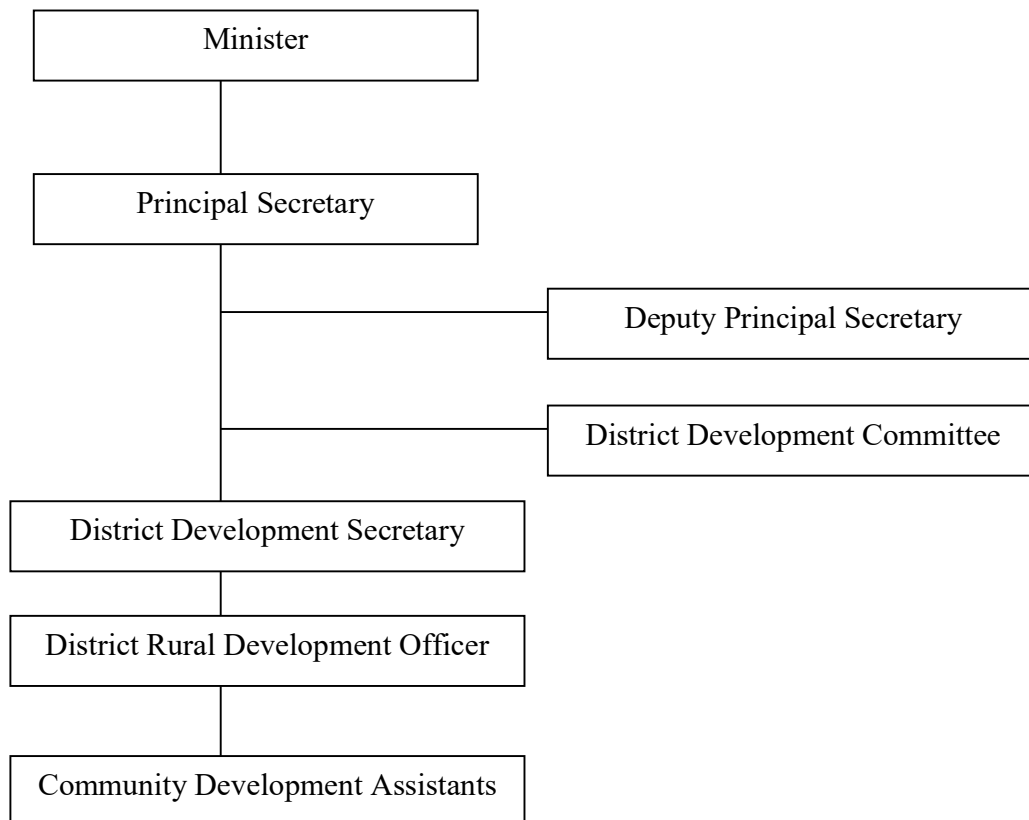 Minister
Principal Secretary
Deputy Principal Secretary
District Development Committee
District Development Secretary
District Rural Development Officer
Community Development Assistants